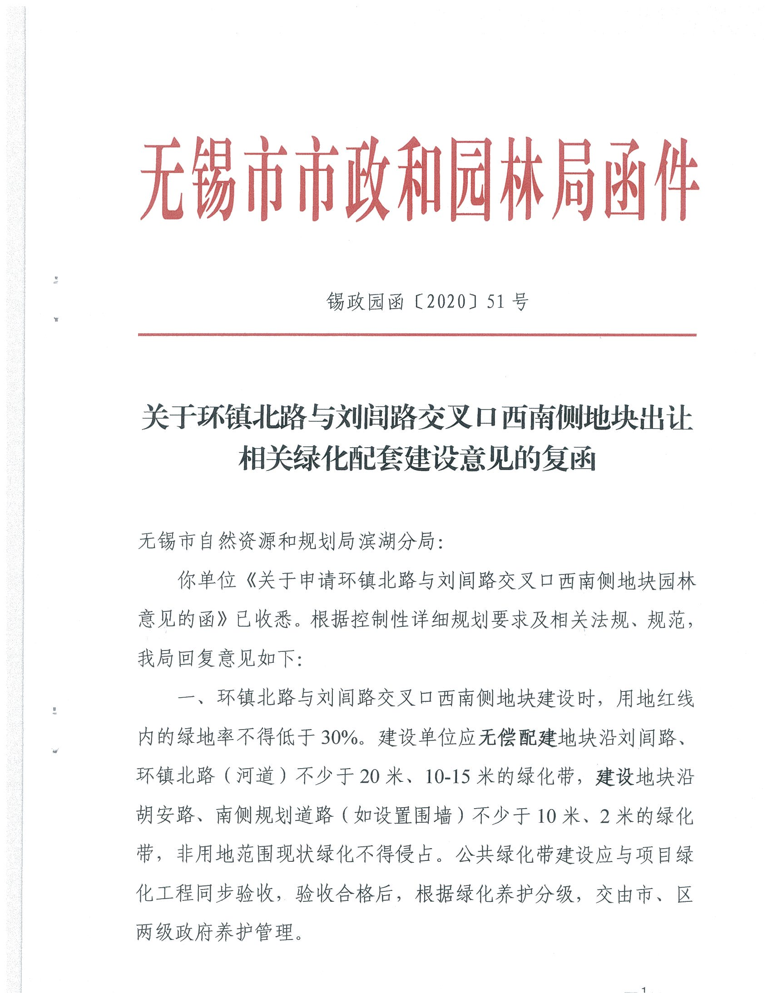 无锡市市政和园林局函件
锡政园函〔2020〕51 号
关于环镇北路与刘闾路交叉口西南侧地块出让
相关绿化配套建设意见的复函
无锡市自然资源和规划局滨湖分局：
你单位《关于申请环镇北路与刘闾路交叉口西南侧地块园林
意见的函》已收悉。根据控制性详细规划要求及相关法规、规范，
我局回复意见如下：
一、环镇北路与刘闾路交叉口西南侧地块建设时，用地红线
内的绿地率不得低于 30%。建设单位应无偿配建地块沿刘闾路、
环镇北路（河道）不少于 20 米、10-15 米的绿化带，建设地块沿
胡安路、南侧规划道路（如设置围墙）不少于 10 米、2 米的绿化
带，非用地范围现状绿化不得侵占。公共绿化带建设应与项目绿
化工程同步验收，验收合格后，根据绿化养护分级，交由市、区
两级政府养护管理。
— 1